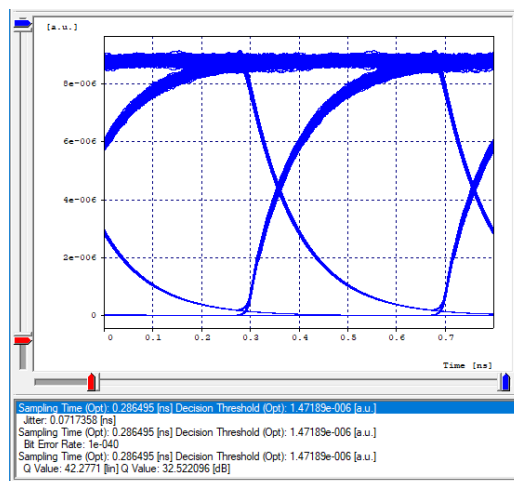 [a.u.]
8e-006
6e-006
4e-006
2e-006
0
0 0.1 0.2 0.3 0.4 0.5 0.6 0.7
Time [ns]
Sampling Time (Opt): 0.286495 [ns] Decision Threshold (Opt): 1.47189e-006 [a.u.]
Jitter: 0.0717358 [ns]
Sampling Time (Opt): 0.286495 [ns] Decision Threshold (Opt): 1.47189e-006 [a.u.]
Bit Error Rate: 1e-040
Sampling Time (Opt): 0.286495 [ns] Decision Threshold (Opt): 1.47189e-006 [a.u.]
Q Value: 42.2771 [lin] Q Value: 32.522096 [dB]